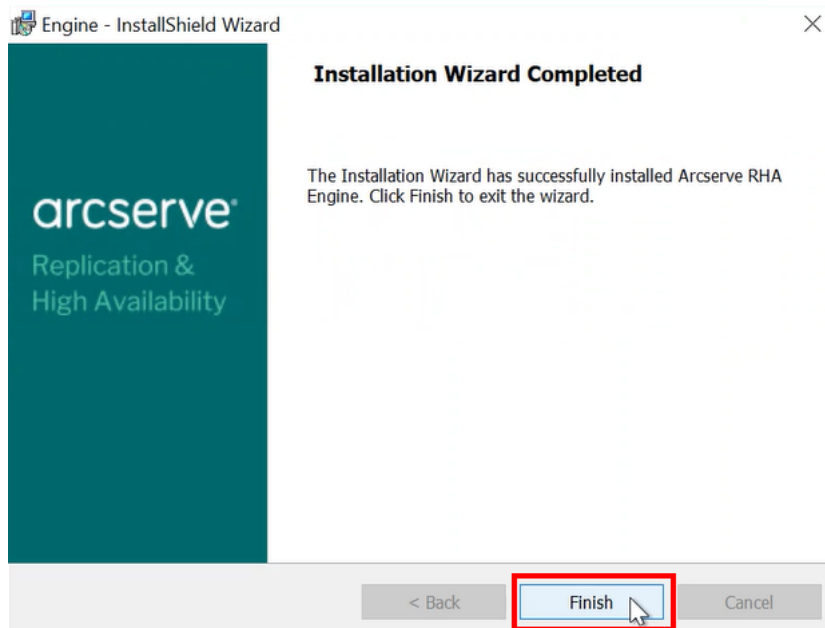 Engine - InstallShield Wizard
Installation Wizard Completed
The Installation Wizard has successfully installed Arcserve RHA
Engine. Click Finish to exit the wizard.
arcserve®
Replication &
High Availability
< Back
Finish
Cancel